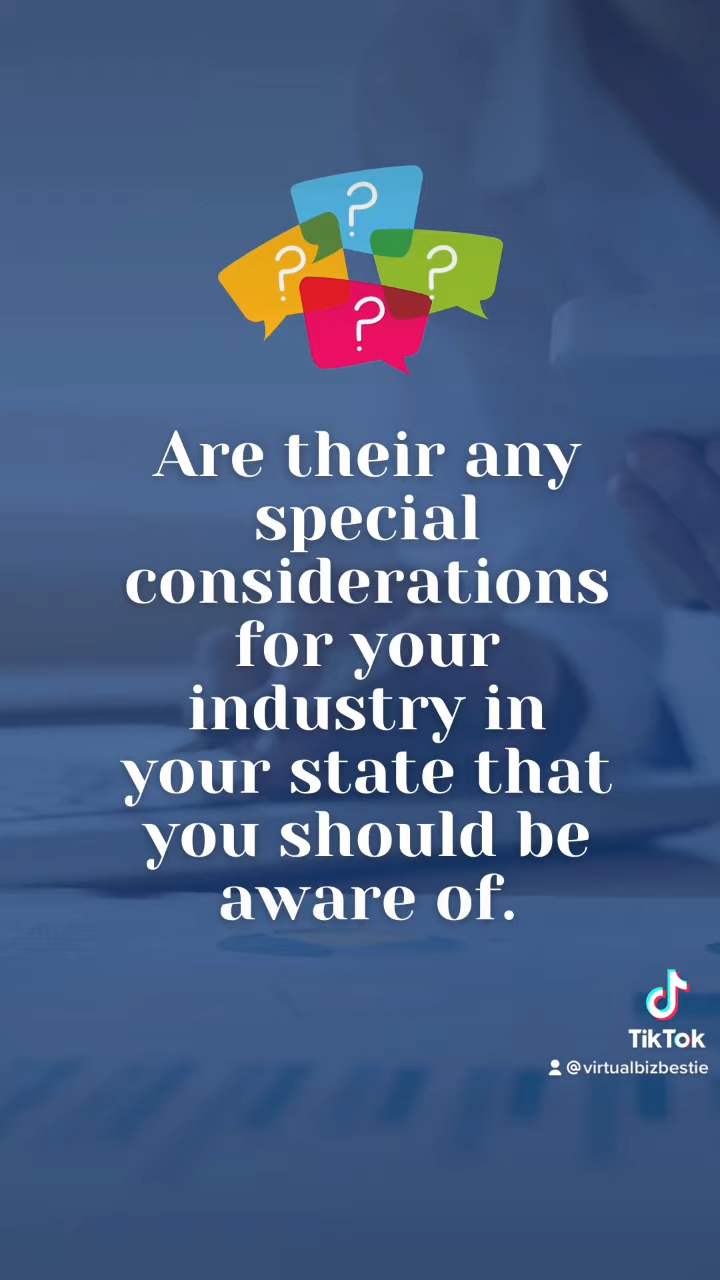 ?
?
?
?
Are their any
special
considerations
for your
industry in
your state that
you should be
aware of.
TikTok
@virtualbizbestie